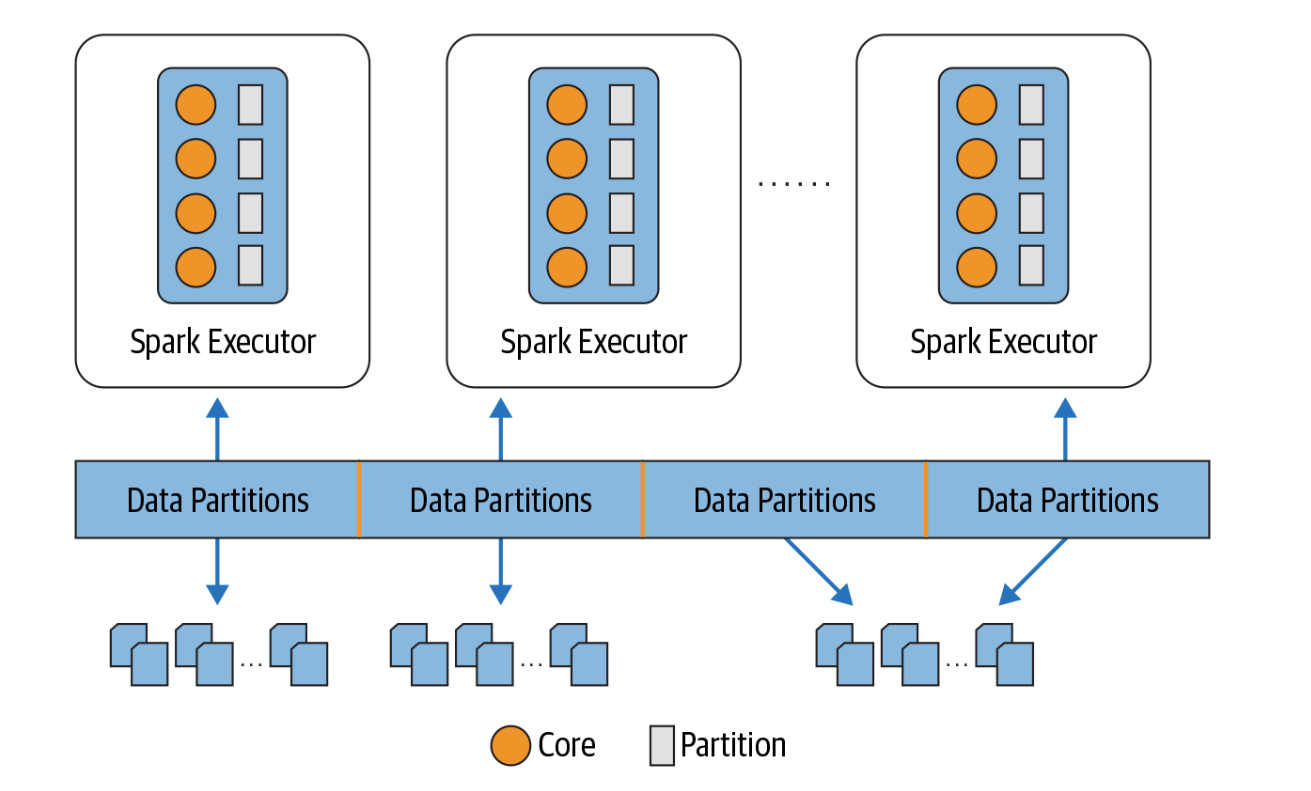 Spark Executor
Spark Executor
......
Spark Executor
Data Partitions
Data Partitions
Data Partitions
Data Partitions
...
...
...
Core
Partition